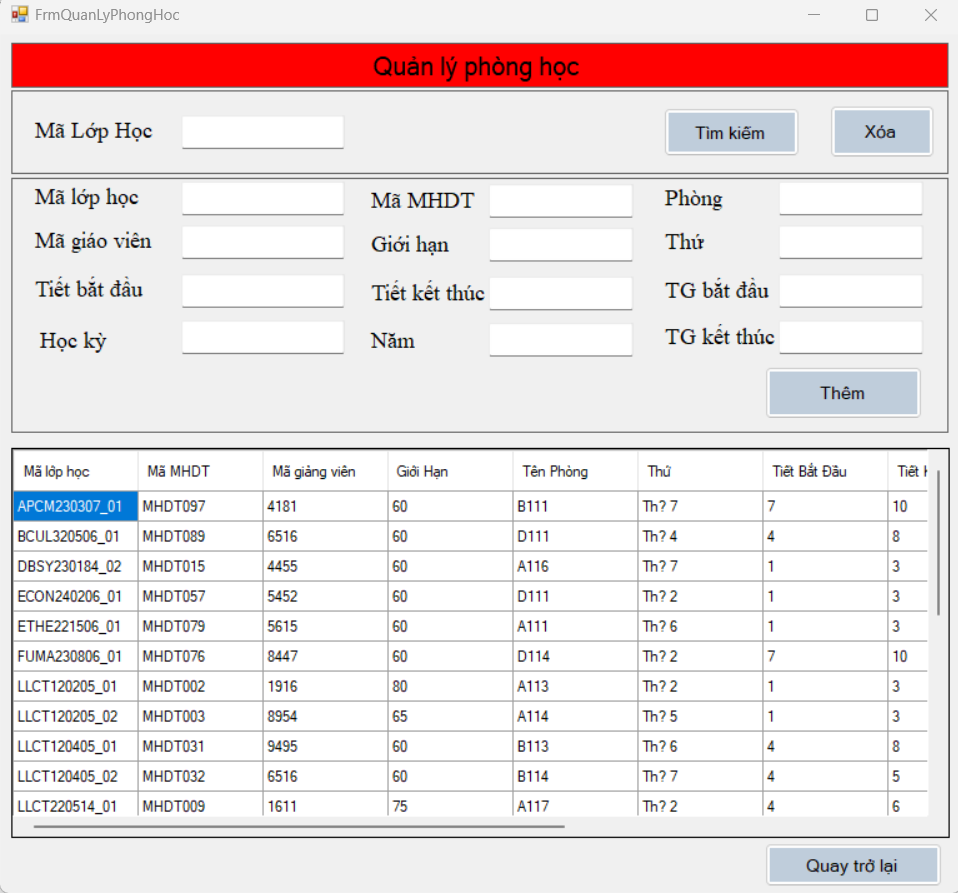 FrmQuanLyPhongHoc
Quản lý phòng học
Mã Lớp Học Tìm kiếm Xóa
Mã lớp học Mã MHDT Phòng
Mã giáo viên Giới hạn Thứ
Tiết bắt đầu Tiết kết thúc TG bắt đầu
Học kỳ Năm TG kết thúc
Thêm
Mã lớp học Mã MHDT Mã giảng viên Giới Hạn Tên Phòng Thứ Tiết Bắt Đầu Tiết
APCM230307_01 MHDT097 4181 60 B111 Th? 7 7 10
BCUL320506_01 MHDT089 6516 60 D111 Th? 4 4 8
DBSY230184_02 MHDT015 4455 60 A116 Th? 7 1 3
ECON240206_01 MHDT057 5452 60 D111 Th? 2 1 3
ETHE221506_01 MHDT079 5615 60 A111 Th? 6 1 3
FUMA230806_01 MHDT076 8447 60 D114 Th? 2 7 10
LLCT120205_01 MHDT002 1916 80 A113 Th? 2 1 3
LLCT120205_02 MHDT003 8954 65 A114 Th? 5 1 3
LLCT120405_01 MHDT031 9495 60 B113 Th? 6 4 8
LLCT120405_02 MHDT032 6516 60 B114 Th? 7 4 5
LLCT220514_01 MHDT009 1611 75 A117 Th? 2 4 6
Quay trở lại